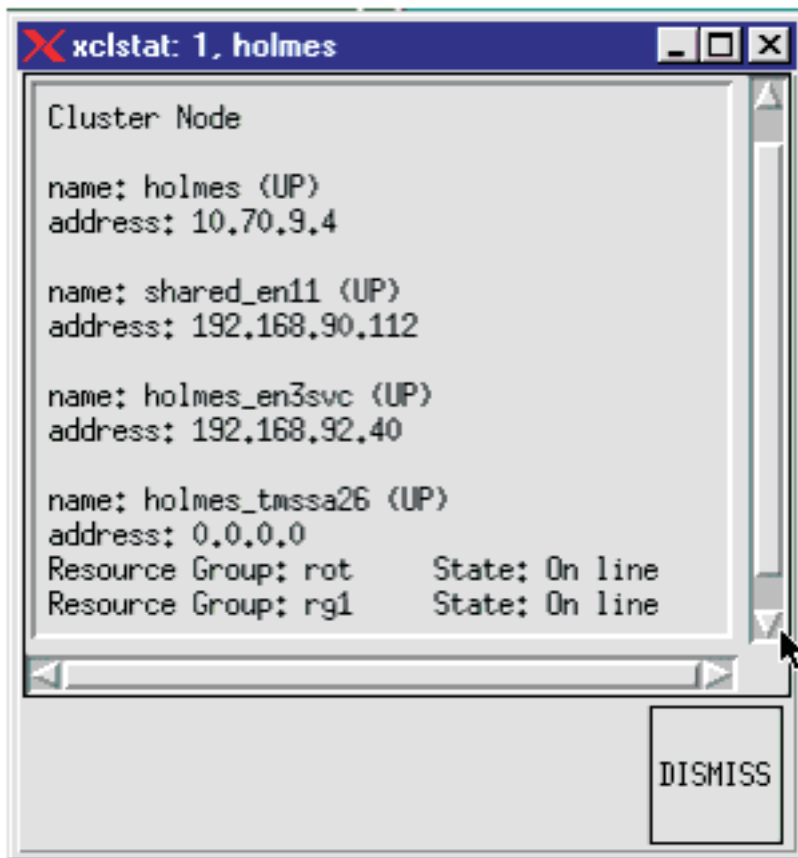 xclstat: 1, holmes
Cluster Node
name: holmes (UP)
address: 10.70.9.4
name: shared_en11 (UP)
address: 192.168.90.112
name: holmes_en3svc (UP)
address: 192.168.92.40
name: holmes_tmssa26 (UP)
address: 0.0.0.0
Resource Group: rot State: On line
Resource Group: rg1 State: On line
DISMISS